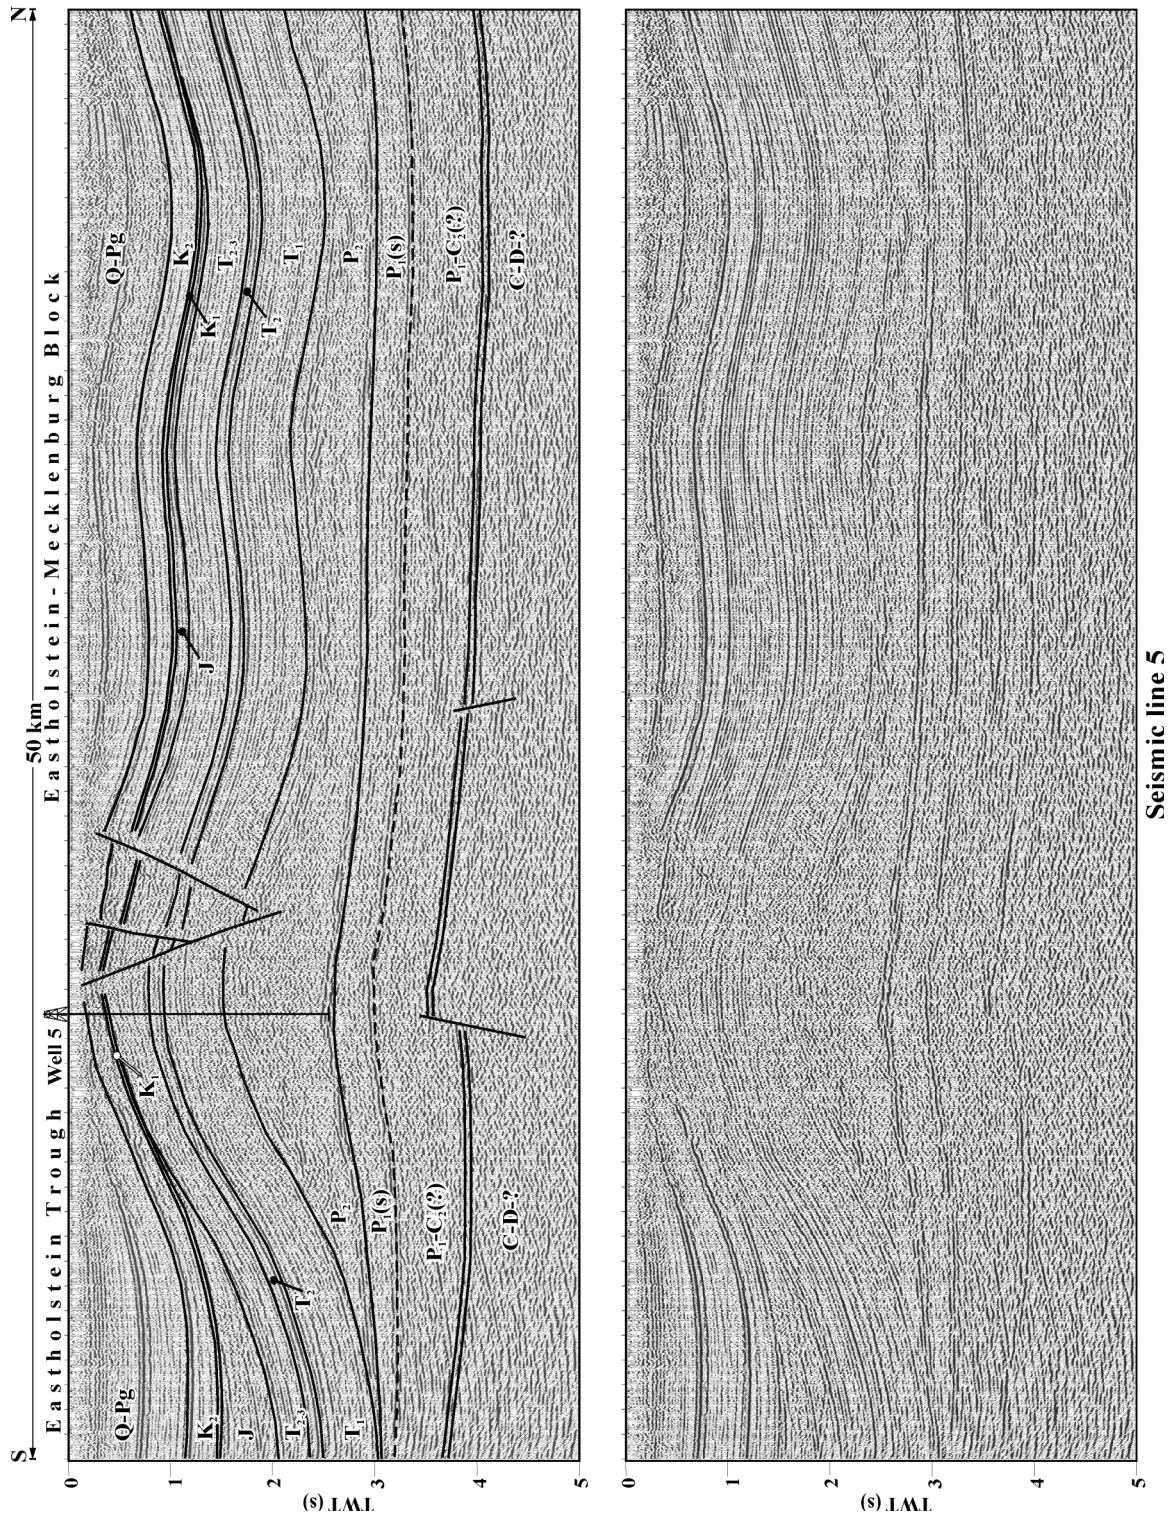 S
50 km
N
Eastholstein Trough
Well 5
Eastholstein-Mecklenburg Block
0
1
2
3
4
5
TWT (s)
Q-Pg
K₂
J
T₂₋₃
T₁
T₂
K₁
P₂
P₁(s)
P₁-C₂(?)
C-D-?
J
Q-Pg
K₂
K₁
T₂₋₃
T₂
T₁
P₂
P₁(s)
P₁-C₂(?)
C-D-?
0
1
2
3
4
5
TWT (s)
Seismic line 5